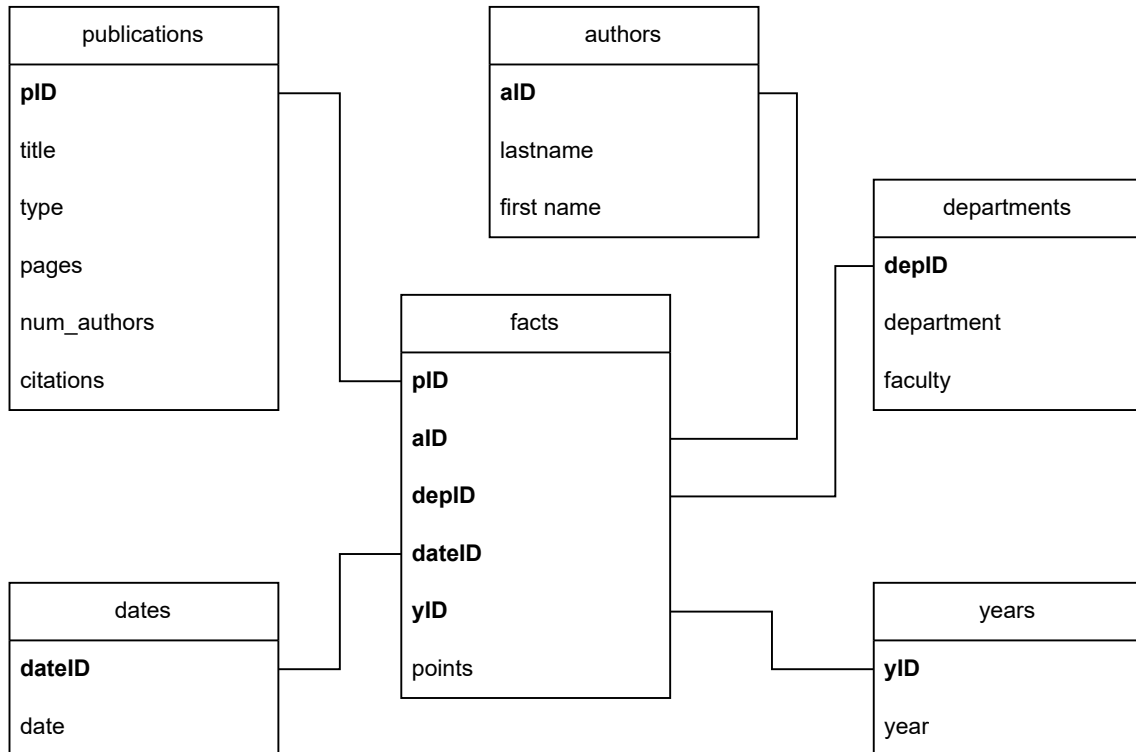 publications
pID
title
type
pages
num_authors
citations
authors
aID
lastname
first name
departments
depID
department
faculty
facts
pID
aID
depID
dateID
yID
points
dates
dateID
date
years
yID
year